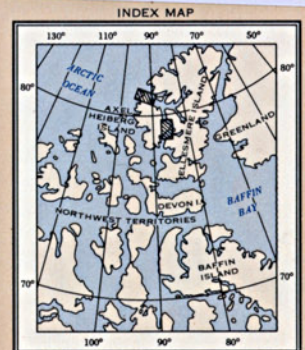 INDEX MAP
130° 110° 90° 70° 50°
ARCTIC
OCEAN
80°
80°
AXEL
HEIBERG
ISLAND
ELLESMERE ISLAND
GREENLAND
DEVON I.
BAFFIN
BAY
NORTHWEST TERRITORIES
BAFFIN
ISLAND
70°
70°
100° 90° 80°